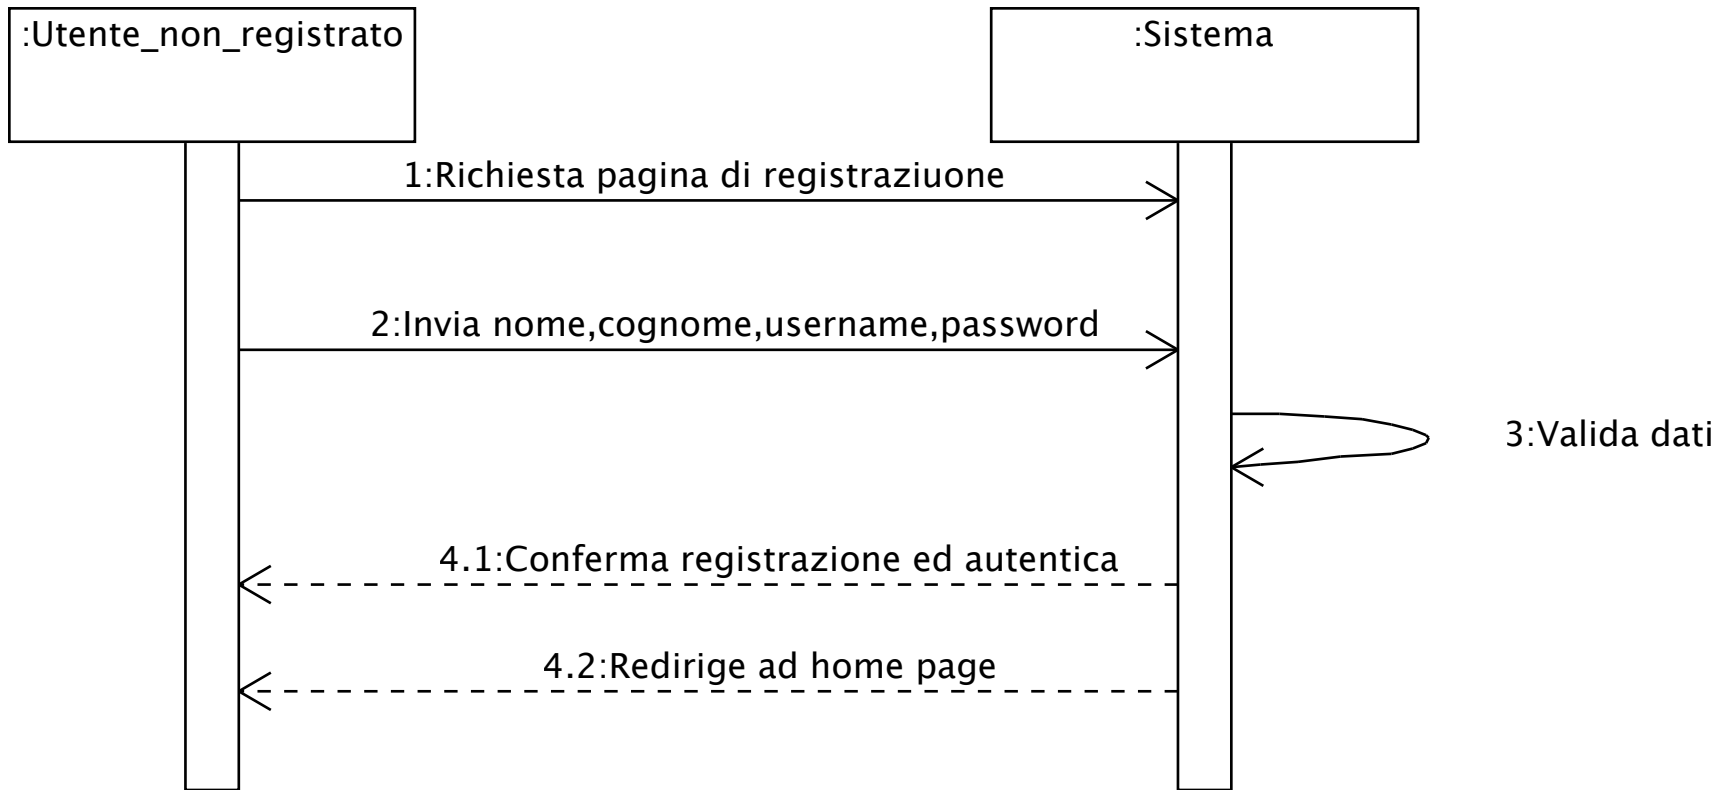 :Utente_non_registrato
:Sistema
1:Richiesta pagina di registraziuone
2:Invia nome,cognome,username,password
3:Valida dati
4.1:Conferma registrazione ed autentica
4.2:Redirige ad home page